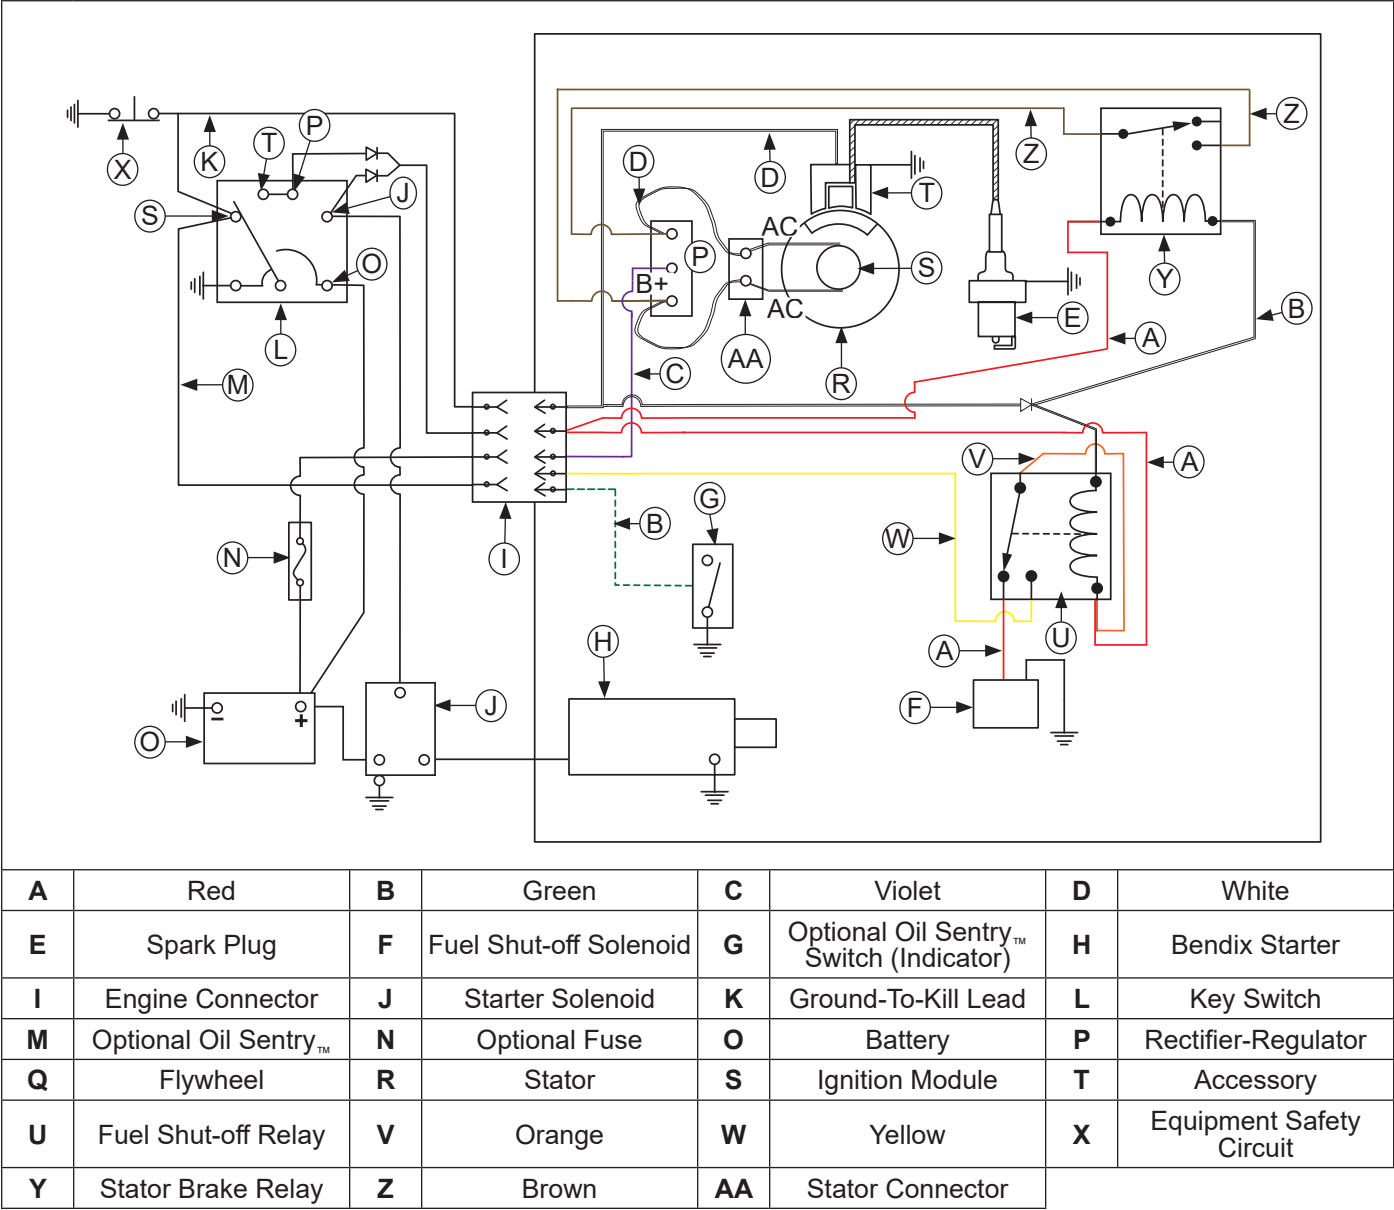 Z
P
T
D
Z
X
K
D
T
J
S
AC
P
S
O
B+
Y
AC
B
E
L
AA
A
C
R
M
V
A
G
B
W
I
N
H
U
A
J
F
- +
O
A Red B Green C Violet D White
E Spark Plug F Fuel Shut-off Solenoid G Optional Oil Sentry™ H Bendix Starter
Switch (Indicator)
I Engine Connector J Starter Solenoid K Ground-To-Kill Lead L Key Switch
M Optional Oil Sentry™ N Optional Fuse O Battery P Rectifier-Regulator
Q Flywheel R Stator S Ignition Module T Accessory
U Fuel Shut-off Relay V Orange W Yellow X Equipment Safety
Circuit
Y Stator Brake Relay Z Brown AA Stator Connector